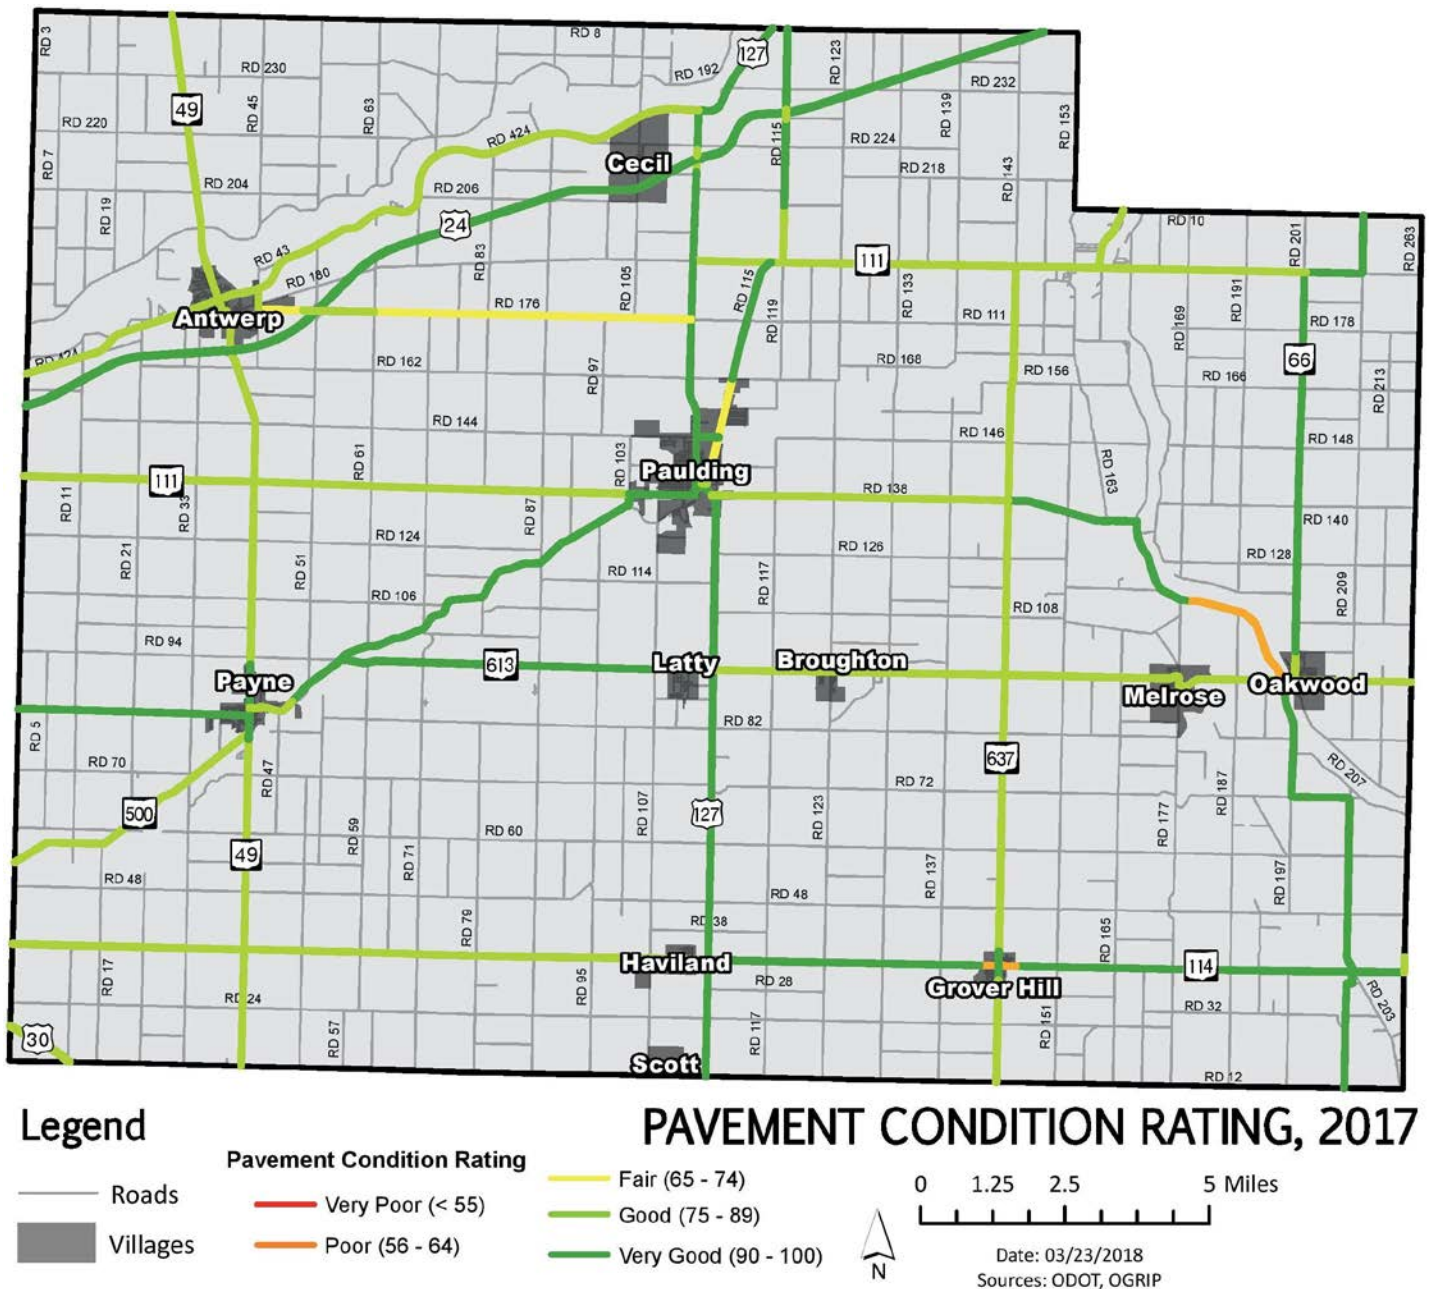 RD 3
RD 8
127
RD 123
RD 192
RD 230
RD 232
49
RD 45
RD 63
RD 139
RD 153
RD 220
RD 424
RD 115
RD 224
RD 7
Cecil
RD 218
RD 143
RD 204
RD 206
RD 19
24
RD 10
RD 201
RD 263
RD 43
RD 83
111
RD 180
RD 105
RD 115
RD 133
RD 191
RD 176
RD 119
RD 111
RD 169
RD 178
Antwerp
RD 424
RD 162
RD 97
RD 168
RD 156
RD 166
66
RD 213
RD 144
RD 146
RD 148
RD 61
RD 103
Paulding
RD 163
111
RD 11
RD 33
RD 87
RD 138
RD 140
RD 124
RD 126
RD 128
RD 21
RD 51
RD 114
RD 117
RD 106
RD 108
RD 209
RD 94
613
Latty
Broughton
Payne
Melrose
Oakwood
RD 5
RD 82
637
RD 70
RD 47
RD 72
RD 187
RD 207
500
RD 107
127
RD 123
RD 177
RD 59
RD 60
49
RD 71
RD 137
RD 197
RD 48
RD 48
RD 79
RD 38
RD 165
Haviland
114
RD 17
RD 95
RD 28
Grover Hill
RD 24
RD 32
RD 203
30
RD 57
RD 117
RD 151
Scott
RD 12
Legend
PAVEMENT CONDITION RATING, 2017
Roads
Villages
Pavement Condition Rating
Very Poor (< 55)
Poor (56 - 64)
Fair (65 - 74)
Good (75 - 89)
Very Good (90 - 100)
N
0 1.25 2.5 5 Miles
Date: 03/23/2018
Sources: ODOT, OGRIP